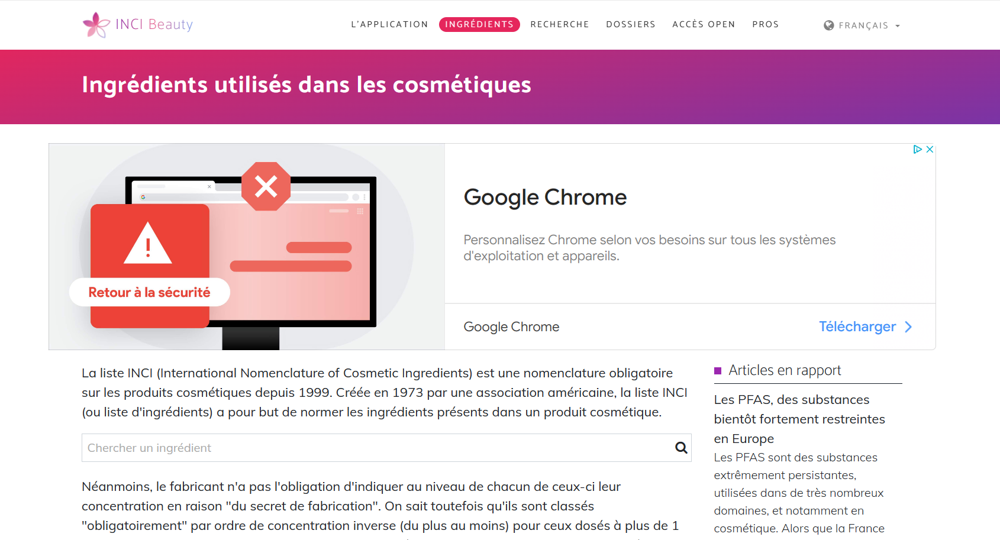 INCI Beauty
L'APPLICATION
INGRÉDIENTS
RECHERCHE
DOSSIERS
ACCÈS OPEN
PROS
FRANÇAIS
Ingrédients utilisés dans les cosmétiques
Retour à la sécurité
Google Chrome
Personnalisez Chrome selon vos besoins sur tous les systèmes
d'exploitation et appareils.
Google Chrome
Télécharger
La liste INCI (International Nomenclature of Cosmetic Ingredients) est une nomenclature obligatoire
sur les produits cosmétiques depuis 1999. Créée en 1973 par une association américaine, la liste INCI
(ou liste d'ingrédients) a pour but de normer les ingrédients présents dans un produit cosmétique.
Chercher un ingrédient
Néanmoins, le fabricant n'a pas l'obligation d'indiquer au niveau de chacun de ceux-ci leur
concentration en raison "du secret de fabrication". On sait toutefois qu'ils sont classés
"obligatoirement" par ordre de concentration inverse (du plus au moins) pour ceux dosés à plus de 1
Articles en rapport
Les PFAS, des substances
bientôt fortement restreintes
en Europe
Les PFAS sont des substances
extrêmement persistantes,
utilisées dans de très nombreux
domaines, et notamment en
cosmétique. Alors que la France